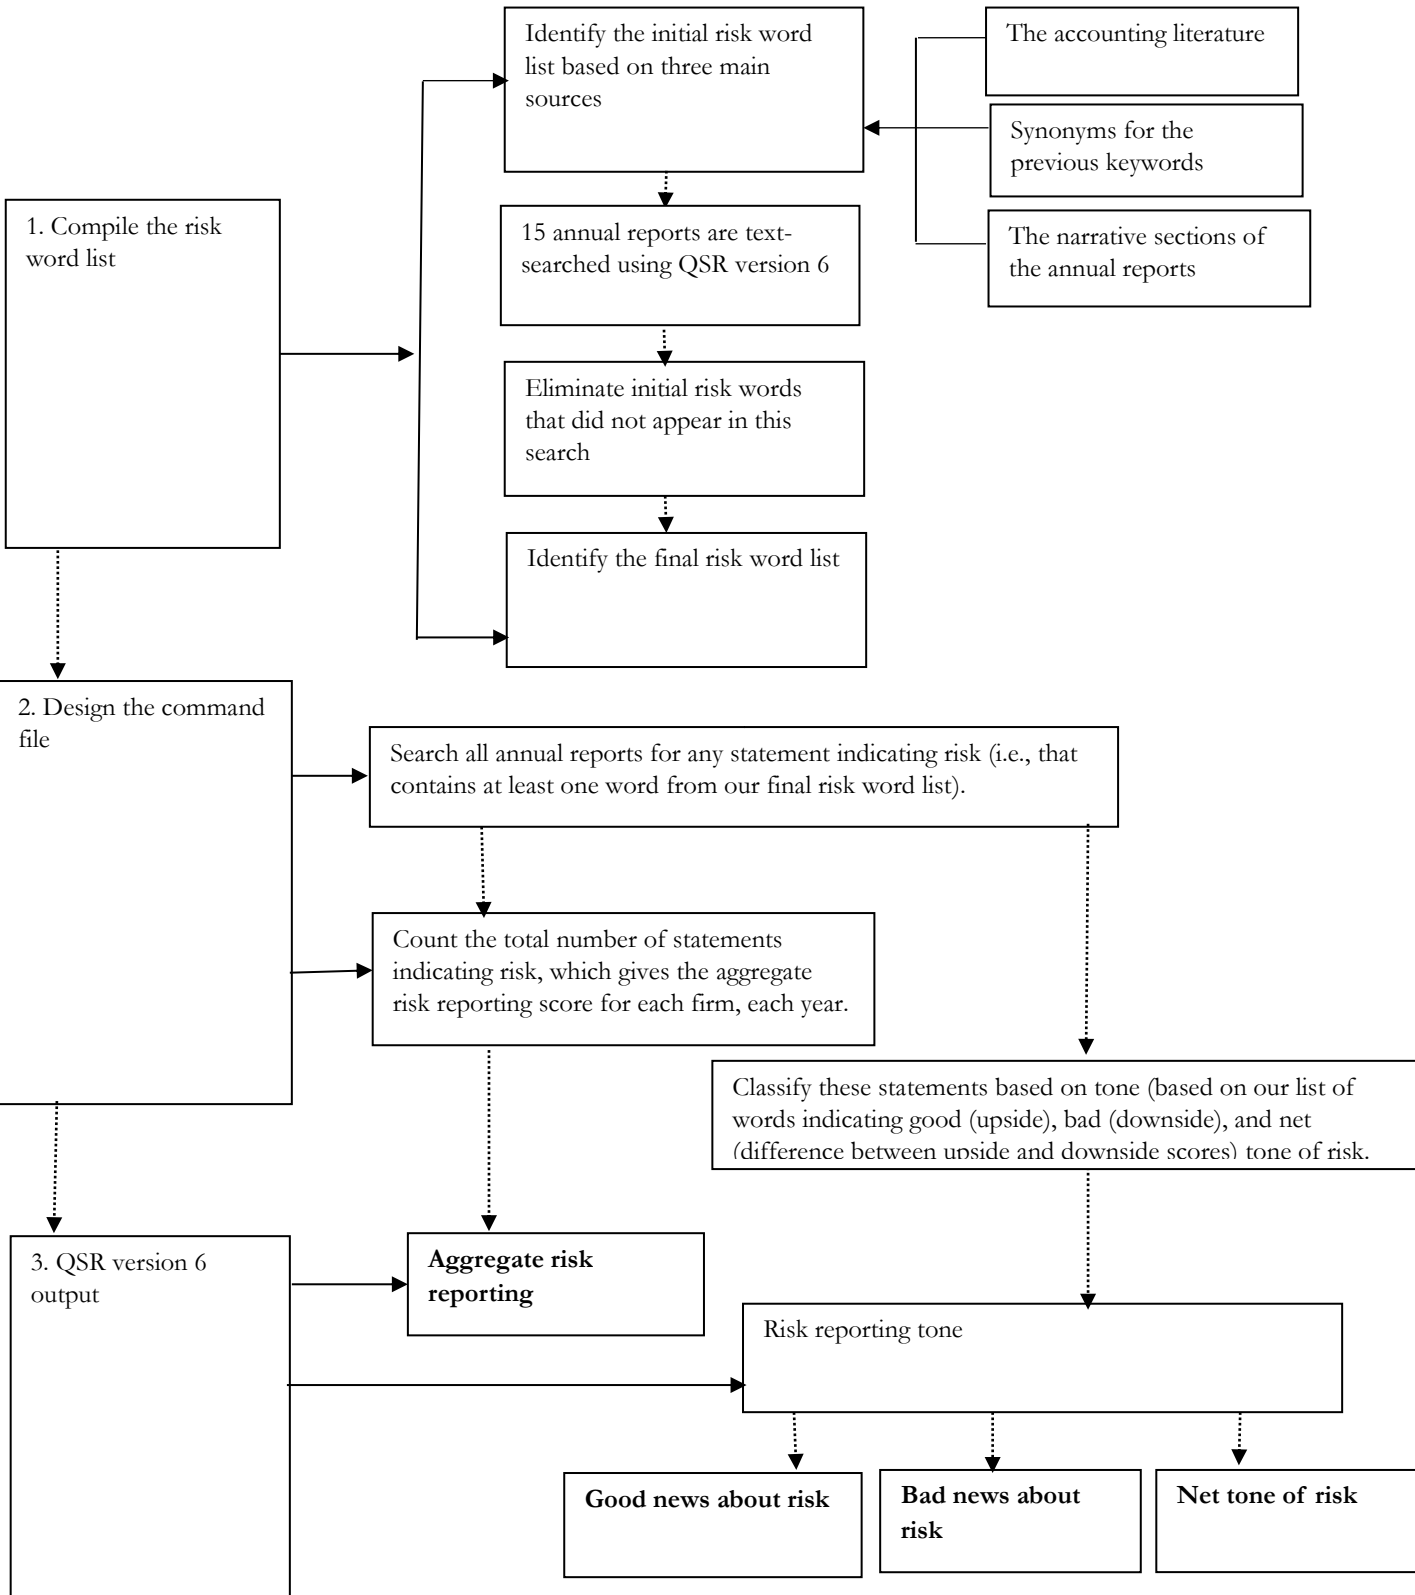 Identify the initial risk word
list based on three main
sources
The accounting literature
Synonyms for the
previous keywords
The narrative sections of
the annual reports
1. Compile the risk
word list
15 annual reports are text-
searched using QSR version 6
Eliminate initial risk words
that did not appear in this
search
Identify the final risk word list
2. Design the command
file
Search all annual reports for any statement indicating risk (i.e., that
contains at least one word from our final risk word list).
Count the total number of statements
indicating risk, which gives the aggregate
risk reporting score for each firm, each year.
Classify these statements based on tone (based on our list of
words indicating good (upside), bad (downside), and net
(difference between upside and downside scores) tone of risk.
3. QSR version 6
output
Aggregate risk
reporting
Risk reporting tone
Good news about risk
Bad news about
risk
Net tone of risk